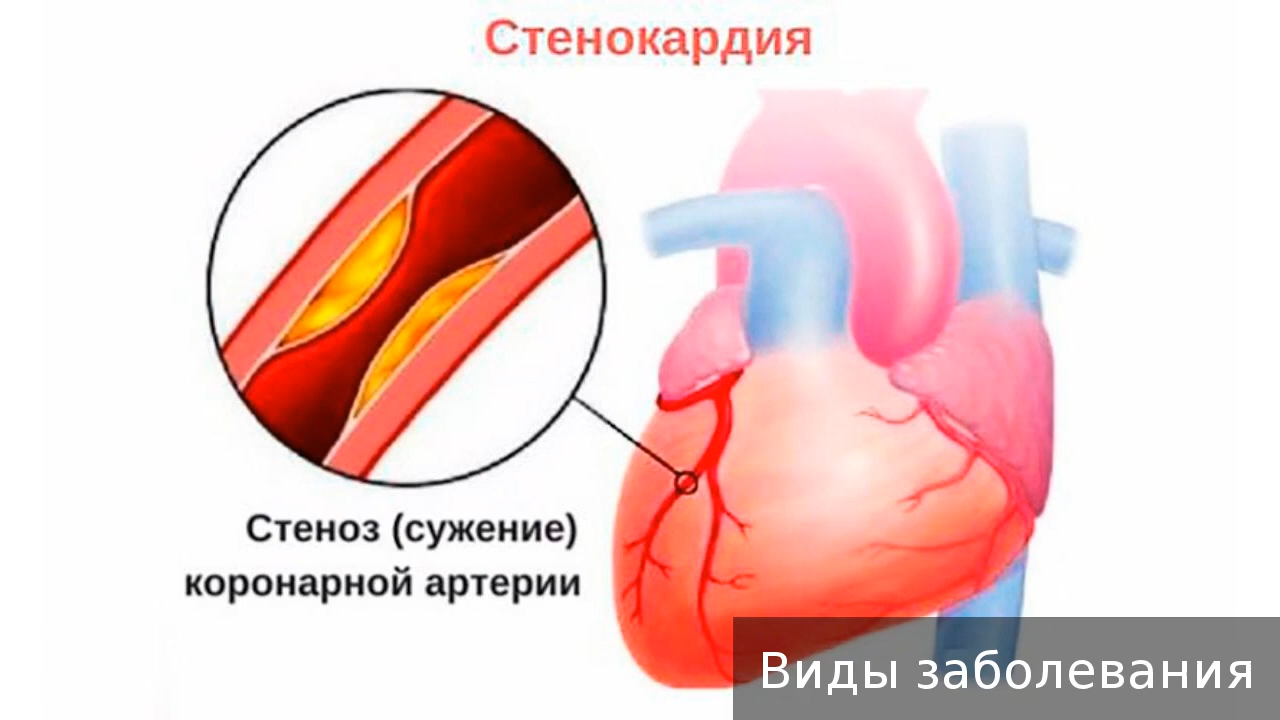 Стенокардия
Стеноз (сужение)
коронарной артерии
Виды заболевания